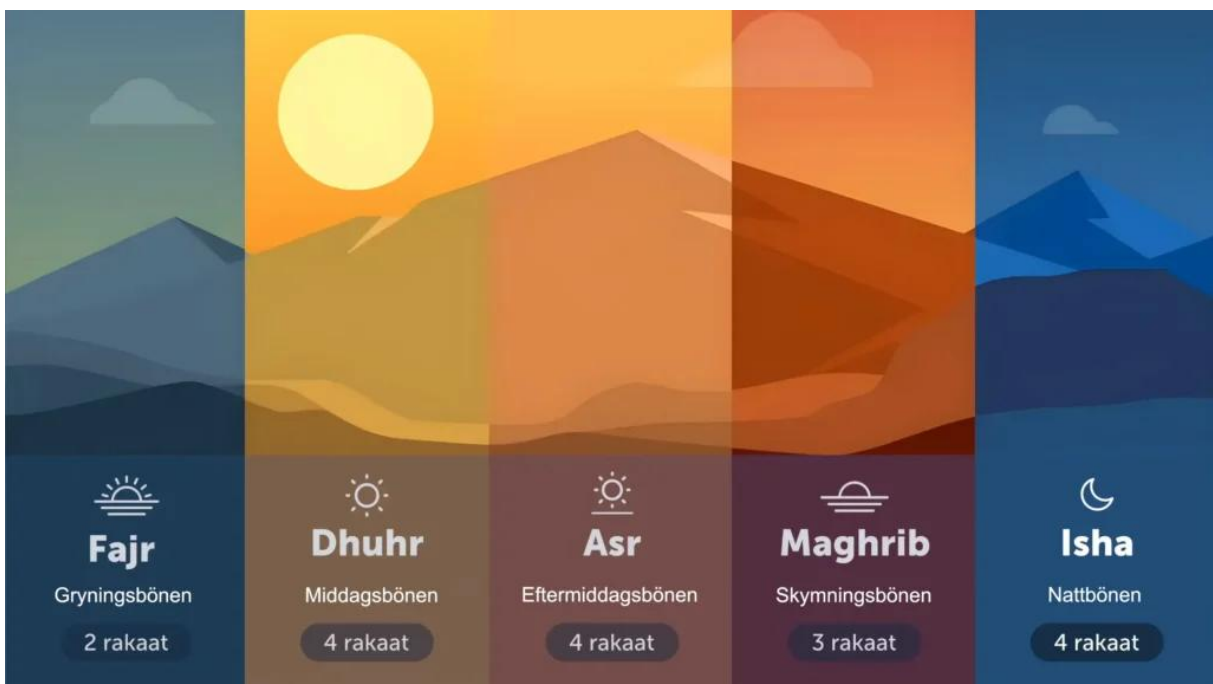 Fajr
Gryningsbönen
2 rakaat
Dhuhr
Middagsbönen
4 rakaat
Asr
Eftermiddagsbönen
4 rakaat
Maghrib
Skymningsbönen
3 rakaat
Isha
Nattbönen
4 rakaat